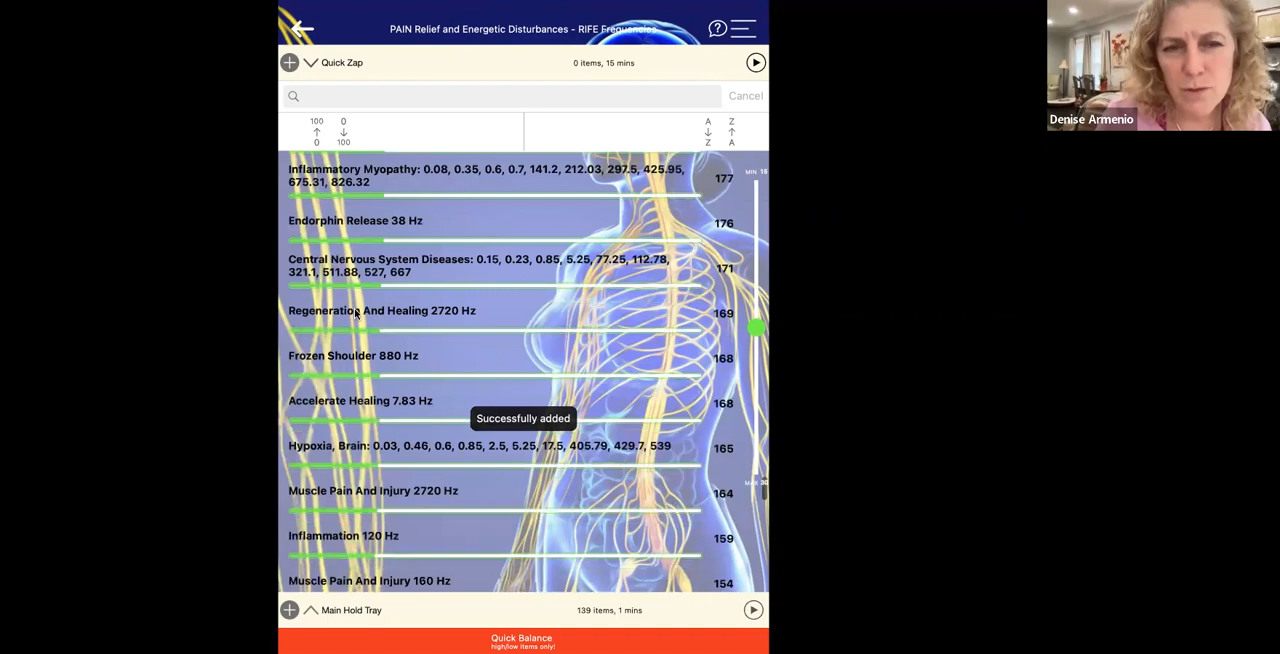 PAIN Relief and Energetic Disturbances - RIFE Frequencies
Quick Zap
0 items, 15 mins
Cancel
100 0 A Z
0 100 Z A
Inflammatory Myopathy: 0.08, 0.35, 0.6, 0.7, 141.2, 212.03, 297.5, 425.95,
675.31, 826.32
177
MIN 15
Endorphin Release 38 Hz
176
Central Nervous System Diseases: 0.15, 0.23, 0.85, 5.25, 77.25, 112.78,
321.1, 511.88, 527, 667
171
Regeneration And Healing 2720 Hz
169
Frozen Shoulder 880 Hz
168
Accelerate Healing 7.83 Hz
168
Successfully added
Hypoxia, Brain: 0.03, 0.46, 0.6, 0.85, 2.5, 5.25, 17.5, 405.79, 429.7, 539
165
Muscle Pain And Injury 2720 Hz
164
Inflammation 120 Hz
159
Muscle Pain And Injury 160 Hz
154
Main Hold Tray
139 items, 1 mins
Quick Balance
high/low items only!
Denise Armenio